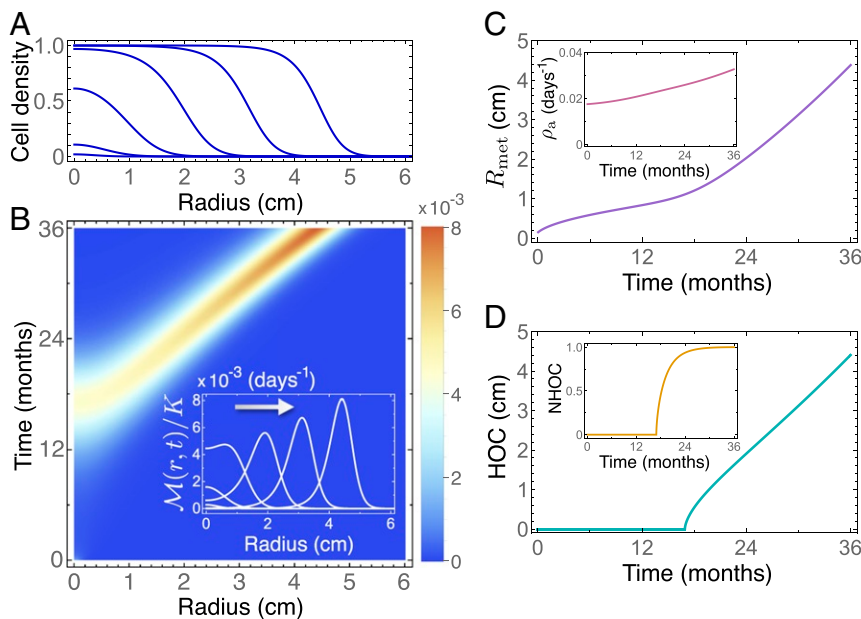 A
Cell density
1.0
0.5
0
0 1 2 3 4 5 6
Radius (cm)
B
×10⁻³
Time (months)
36
24
12
0
0 1 2 3 4 5 6
Radius (cm)
8
6
4
2
0
×10⁻³ (days⁻¹)
M(r,t)/K
8
6
4
2
0
0 2 4 6
Radius (cm)
C
R_met (cm)
5
4
3
2
1
0
0 12 24 36
Time (months)
ρ_a (days⁻¹)
0.04
0.02
0
0 12 24 36
Time (months)
D
HOC (cm)
5
4
3
2
1
0
0 12 24 36
Time (months)
NHOC
1.0
0.5
0
0 12 24 36
Time (months)